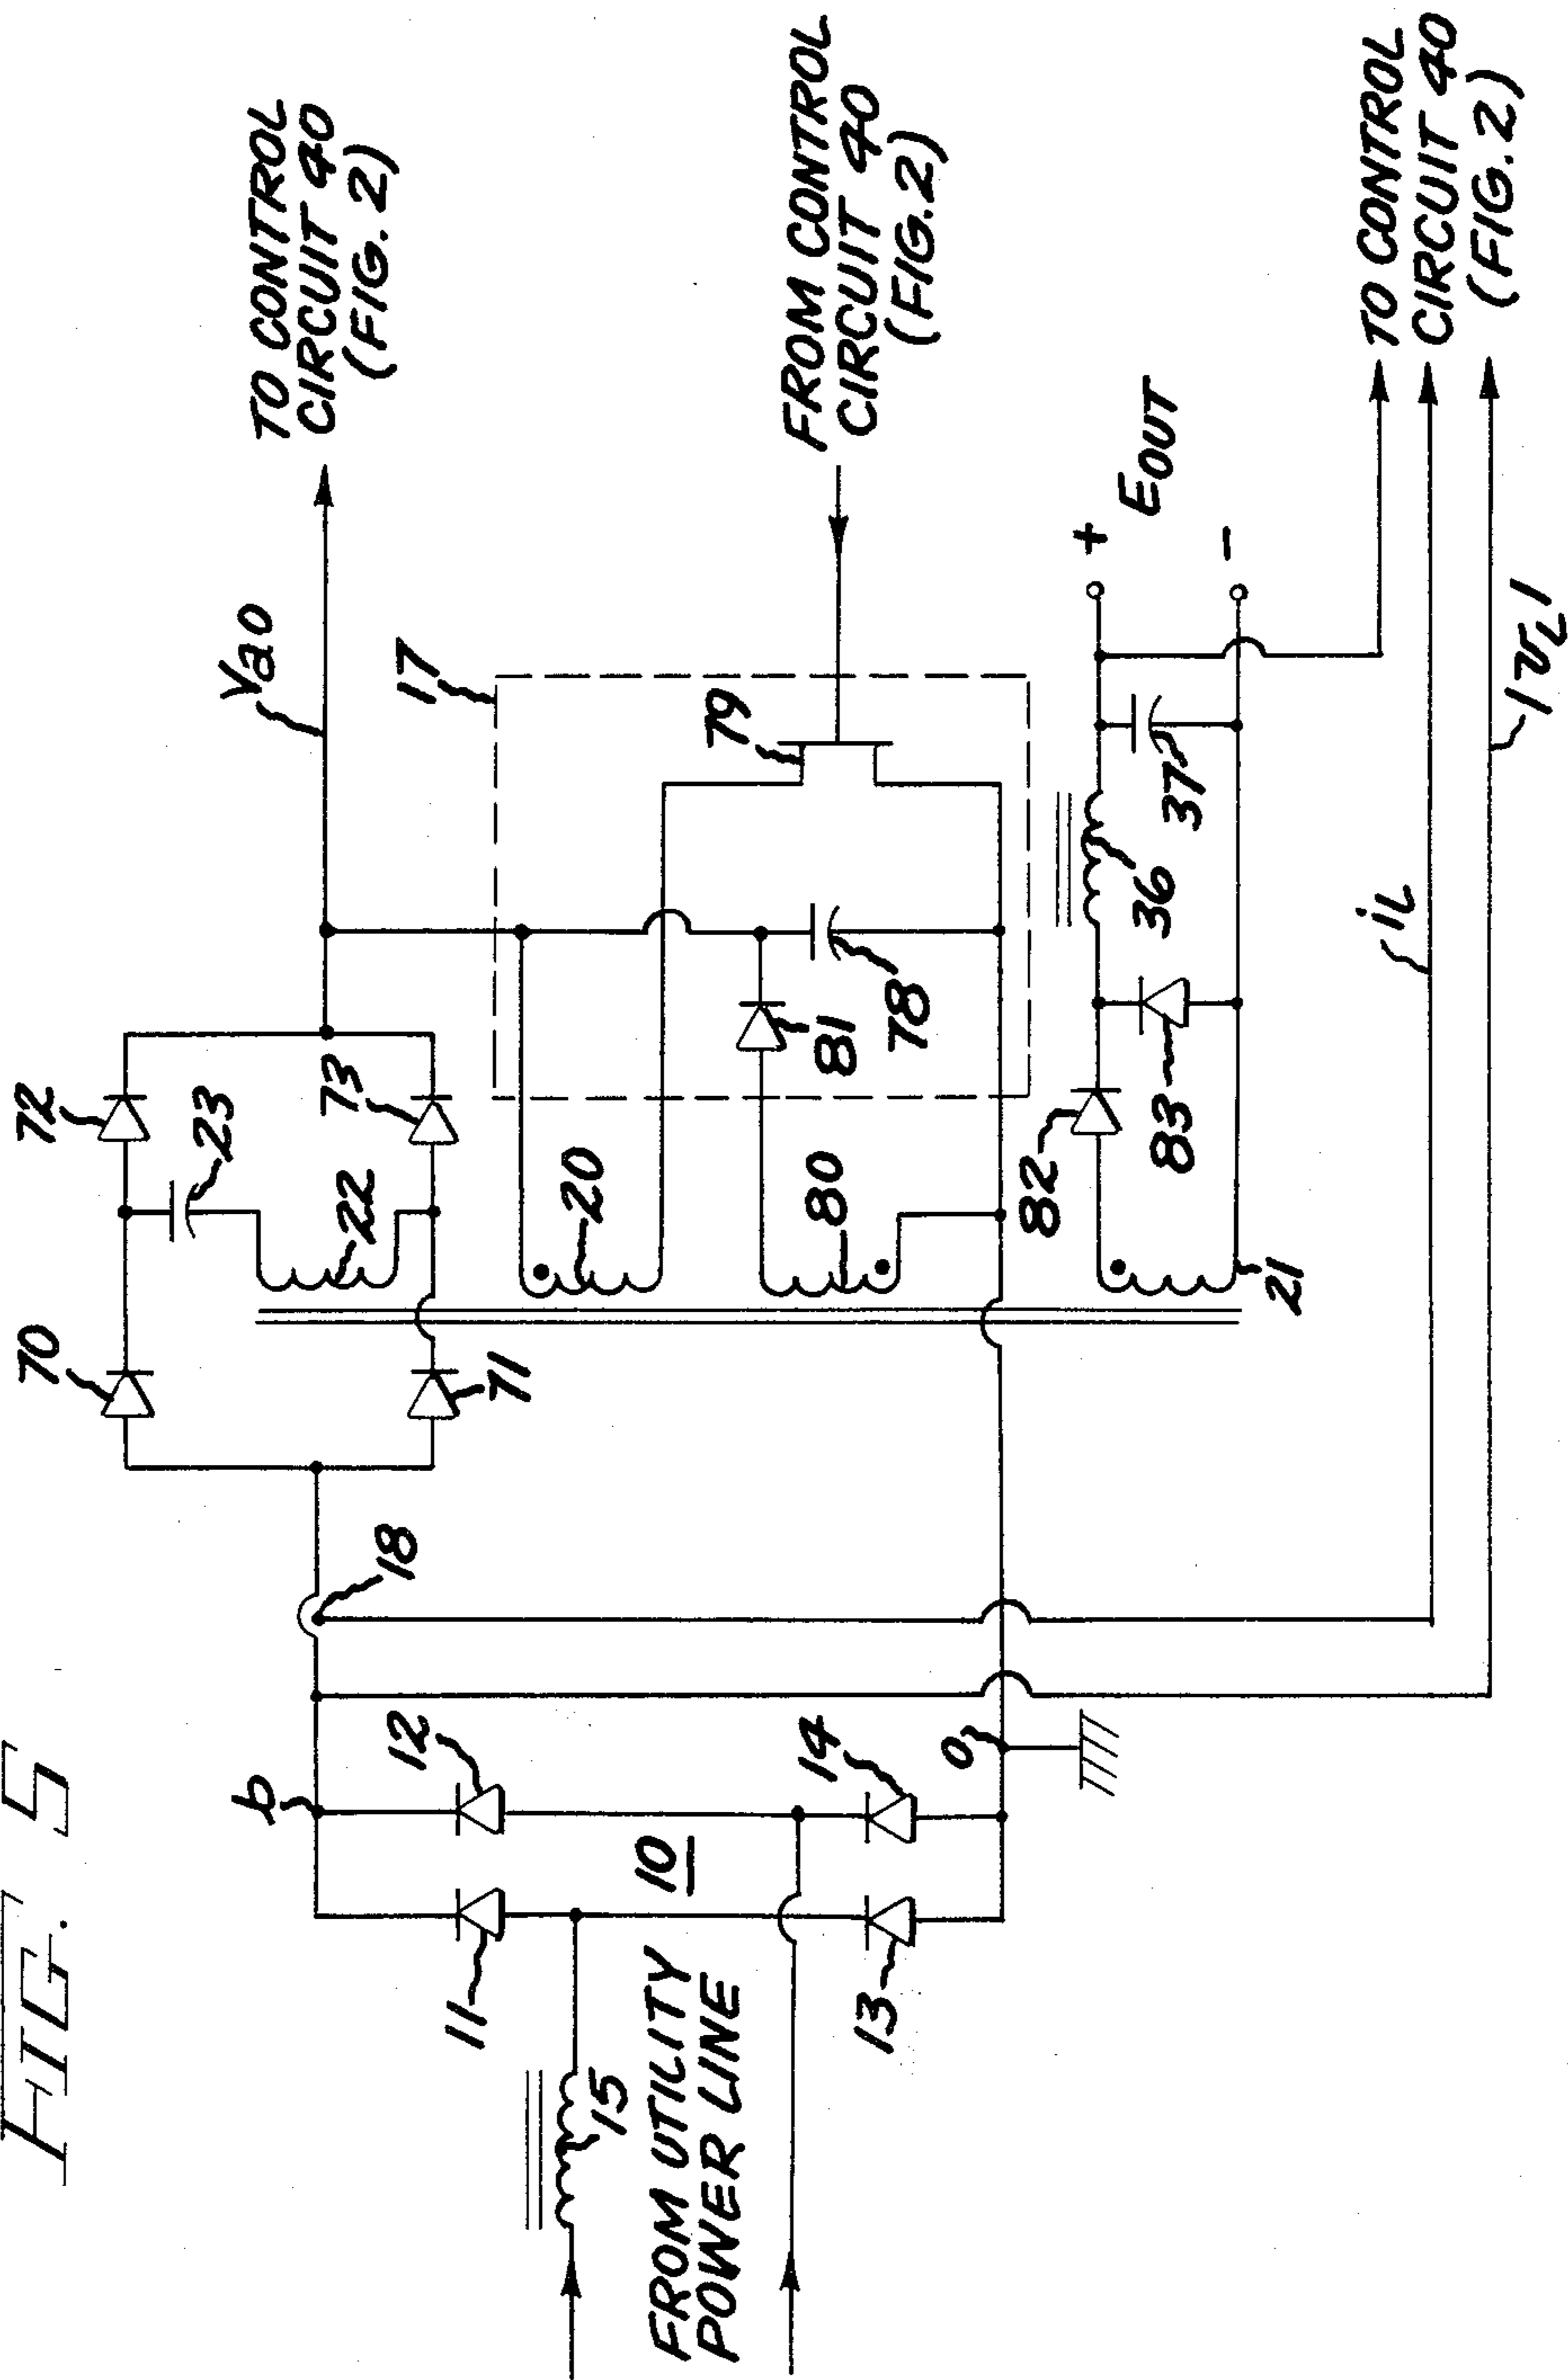 FIG. 5
TO CONTROL
CIRCUIT 40
(FIG. 2)
Va0
72
23
73
70
22
71
17
FROM CONTROL
CIRCUIT 40
(FIG. 2)
79
20
81
78
80
18
b
12
11
10
14
13
0
15
FROM UTILITY
POWER LINE
82
83
36
37
21
+
EOUT
-
iL
|vL|
TO CONTROL
CIRCUIT 40
(FIG. 2)